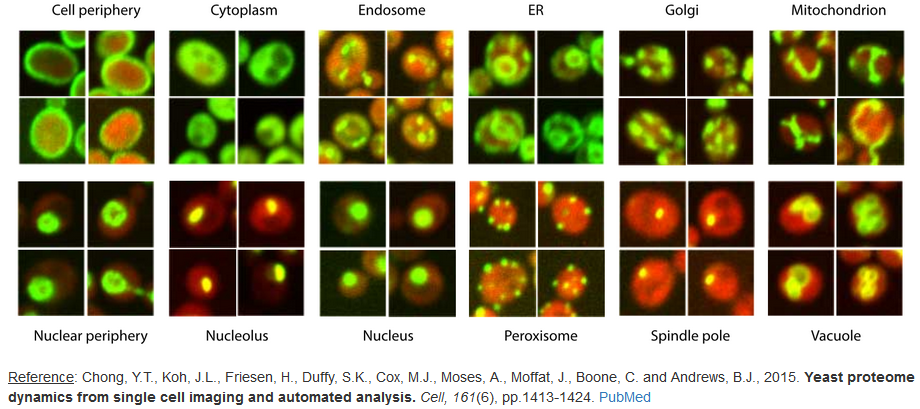 Cell periphery Cytoplasm Endosome ER Golgi Mitochondrion
Nuclear periphery Nucleolus Nucleus Peroxisome Spindle pole Vacuole
Reference: Chong, Y.T., Koh, J.L., Friesen, H., Duffy, S.K., Cox, M.J., Moses, A., Moffat, J., Boone, C. and Andrews, B.J., 2015. Yeast proteome
dynamics from single cell imaging and automated analysis. Cell, 161(6), pp.1413-1424. PubMed